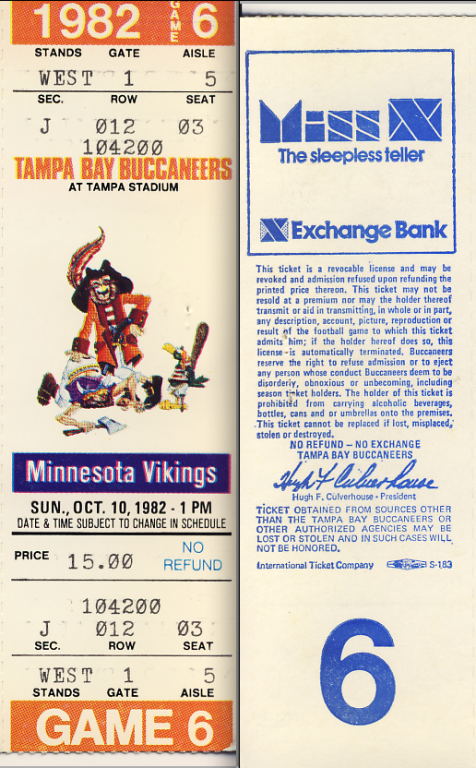 1982 GAME 6
STANDS GATE AISLE
WEST 1 5
SEC. ROW SEAT
J 012 03
104200
TAMPA BAY BUCCANEERS
AT TAMPA STADIUM
Minnesota Vikings
SUN., OCT. 10, 1982 - 1 PM
DATE & TIME SUBJECT TO CHANGE IN SCHEDULE
PRICE 15.00 NO
REFUND
104200
J 012 03
SEC. ROW SEAT
WEST 1 5
STANDS GATE AISLE
GAME 6
Miss X
The sleepless teller
Exchange Bank
This ticket is a revocable license and may be
revoked and admission refused upon refunding the
printed price thereon. This ticket may not be
resold at a premium nor may the holder thereof
transmit or aid in transmitting, in whole or in part,
any description, account, picture, reproduction or
result of the football game to which this ticket
admits him; if the holder hereof does so, this
license is automatically terminated. Buccaneers
reserve the right to refuse admission or to eject
any person whose conduct Buccaneers deem to be
disorderly, obnoxious or unbecoming, including
season ticket holders. The holder of this ticket is
prohibited from carrying alcoholic beverages,
bottles, cans or umbrellas onto the premises.
This ticket cannot be replaced if lost, misplaced,
stolen or destroyed.
NO REFUND – NO EXCHANGE
TAMPA BAY BUCCANEERS
Hugh F. Culverhouse
Hugh F. Culverhouse - President
TICKET OBTAINED FROM SOURCES OTHER
THAN THE TAMPA BAY BUCCANEERS OR
OTHER AUTHORIZED AGENCIES MAY BE
LOST OR STOLEN AND IN SUCH CASES WILL
NOT BE HONORED.
International Ticket Company S-183
6